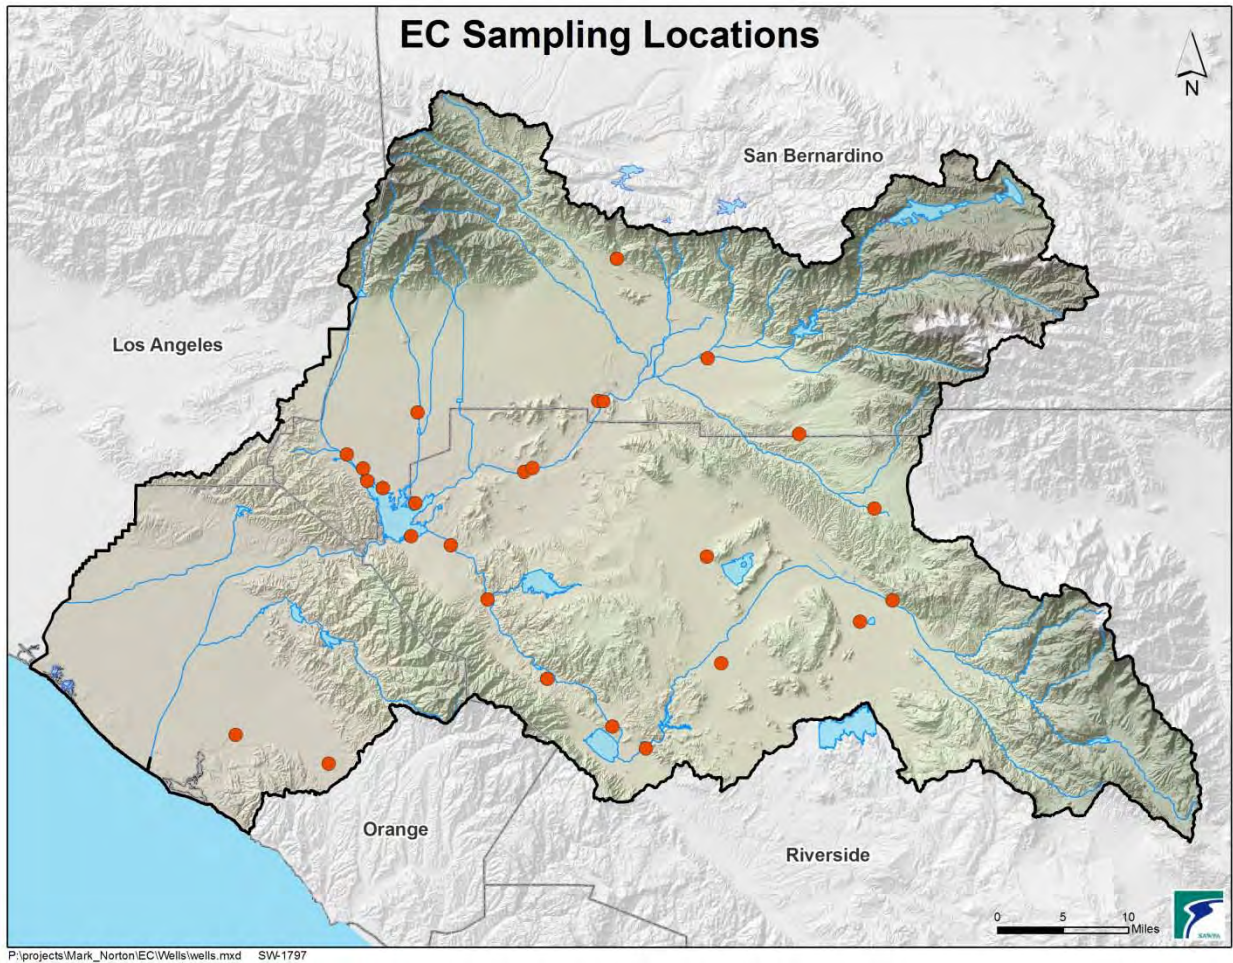 EC Sampling Locations
N
San Bernardino
Los Angeles
Orange
Riverside
0 5 10
Miles
SAWPA
P:\projects\Mark_Norton\EC\Wells\wells.mxd SW-1797